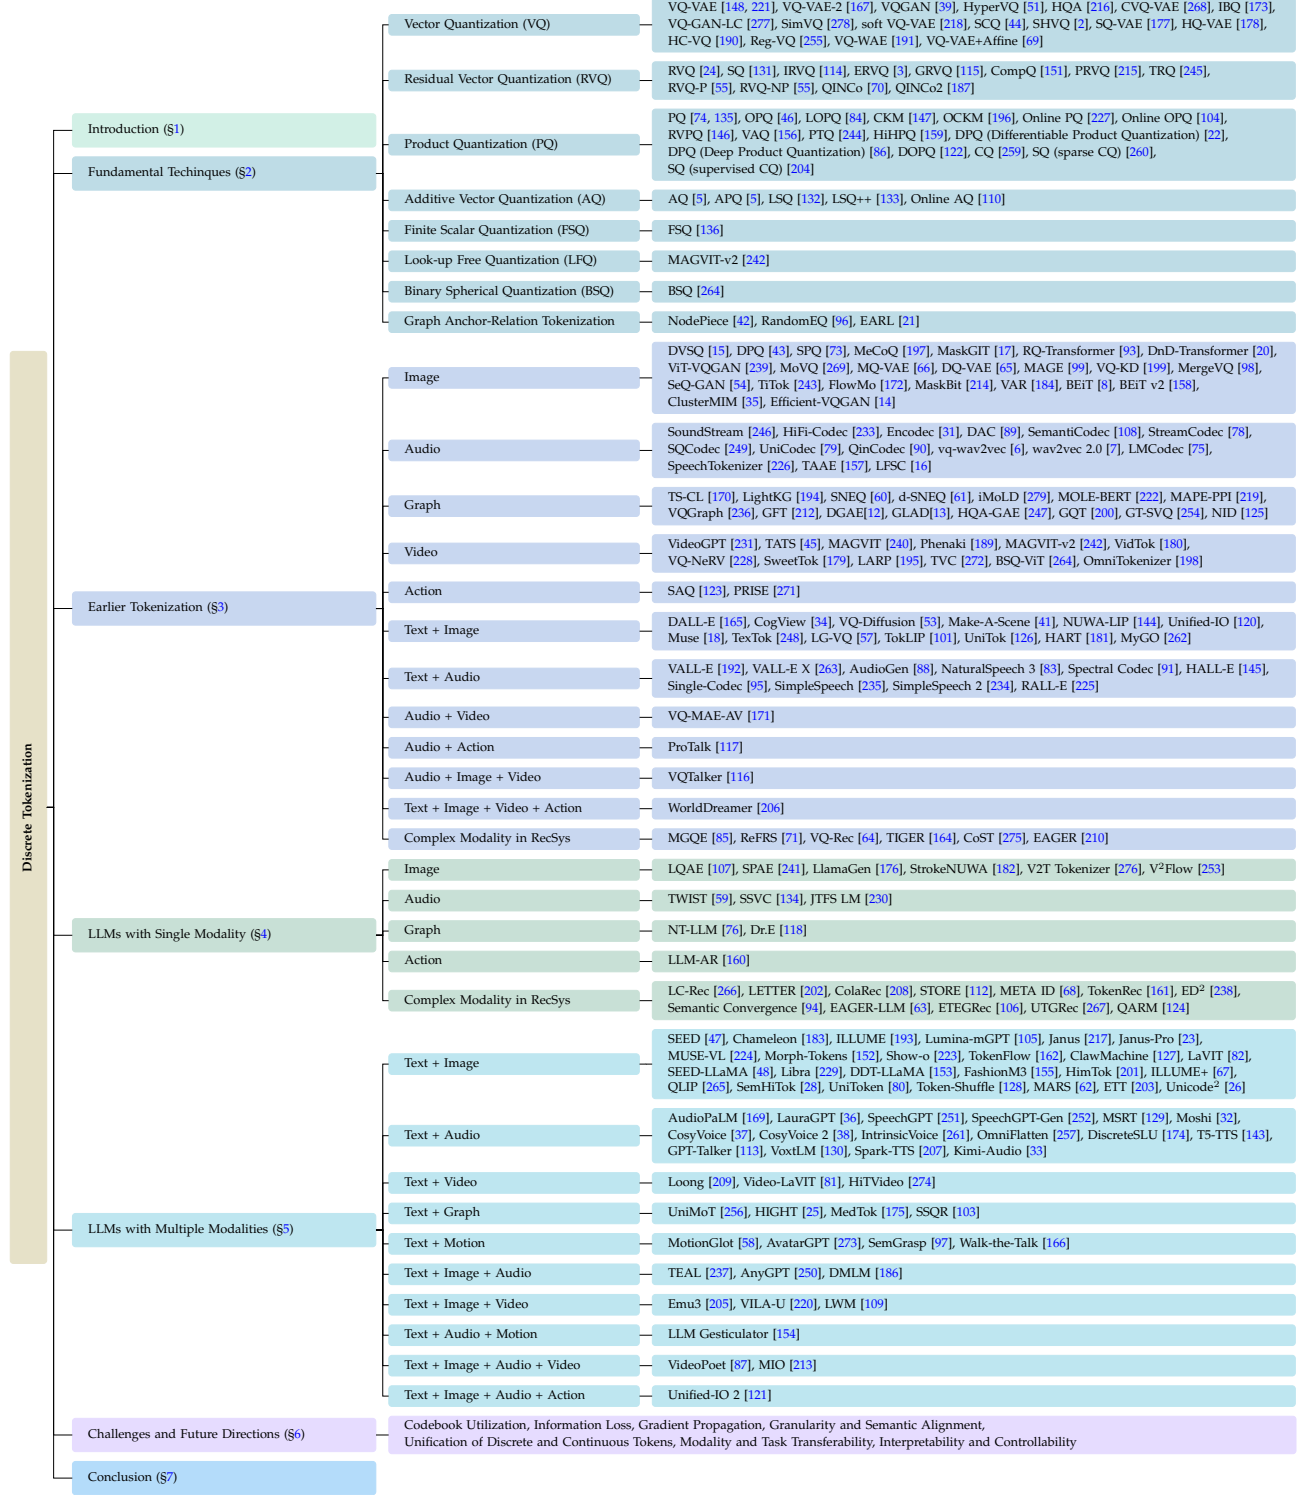 Discrete Tokenization
Introduction (§1)
Fundamental Techinques (§2)
Vector Quantization (VQ)
VQ-VAE [148, 221], VQ-VAE-2 [167], VQGAN [39], HyperVQ [51], HQA [216], CVQ-VAE [268], IBQ [173],
VQ-GAN-LC [277], SimVQ [278], soft VQ-VAE [218], SCQ [44], SHVQ [2], SQ-VAE [177], HQ-VAE [178],
HC-VQ [190], Reg-VQ [255], VQ-WAE [191], VQ-VAE+Affine [69]
Residual Vector Quantization (RVQ)
RVQ [24], SQ [131], IRVQ [114], ERVQ [3], GRVQ [115], CompQ [151], PRVQ [215], TRQ [245],
RVQ-P [55], RVQ-NP [55], QINCo [70], QINCo2 [187]
Product Quantization (PQ)
PQ [74, 135], OPQ [46], LOPQ [84], CKM [147], OCKM [196], Online PQ [227], Online OPQ [104],
RVPQ [146], VAQ [156], PTQ [244], HiHPQ [159], DPQ (Differentiable Product Quantization) [22],
DPQ (Deep Product Quantization) [86], DOPQ [122], CQ [259], SQ (sparse CQ) [260],
SQ (supervised CQ) [204]
Additive Vector Quantization (AQ)
AQ [5], APQ [5], LSQ [132], LSQ++ [133], Online AQ [110]
Finite Scalar Quantization (FSQ)
FSQ [136]
Look-up Free Quantization (LFQ)
MAGVIT-v2 [242]
Binary Spherical Quantization (BSQ)
BSQ [264]
Graph Anchor-Relation Tokenization
NodePiece [42], RandomEQ [96], EARL [21]
Earlier Tokenization (§3)
Image
DVSQ [15], DPQ [43], SPQ [73], MeCoQ [197], MaskGIT [17], RQ-Transformer [93], DnD-Transformer [20],
ViT-VQGAN [239], MoVQ [269], MQ-VAE [66], DQ-VAE [65], MAGE [99], VQ-KD [199], MergeVQ [98],
SeQ-GAN [54], TiTok [243], FlowMo [172], MaskBit [214], VAR [184], BEiT [8], BEiT v2 [158],
ClusterMIM [35], Efficient-VQGAN [14]
Audio
SoundStream [246], HiFi-Codec [233], Encodec [31], DAC [89], SemantiCodec [108], StreamCodec [78],
SQCodec [249], UniCodec [79], QinCodec [90], vq-wav2vec [6], wav2vec 2.0 [7], LMCodec [75],
SpeechTokenizer [226], TAAE [157], LFSC [16]
Graph
TS-CL [170], LightKG [194], SNEQ [60], d-SNEQ [61], iMoLD [279], MOLE-BERT [222], MAPE-PPI [219],
VQGraph [236], GFT [212], DGAE[12], GLAD[13], HQA-GAE [247], GQT [200], GT-SVQ [254], NID [125]
Video
VideoGPT [231], TATS [45], MAGVIT [240], Phenaki [189], MAGVIT-v2 [242], VidTok [180],
VQ-NeRV [228], SweetTok [179], LARP [195], TVC [272], BSQ-ViT [264], OmniTokenizer [198]
Action
SAQ [123], PRISE [271]
Text + Image
DALL-E [165], CogView [34], VQ-Diffusion [53], Make-A-Scene [41], NUWA-LIP [144], Unified-IO [120],
Muse [18], TexTok [248], LG-VQ [57], TokLIP [101], UniTok [126], HART [181], MyGO [262]
Text + Audio
VALL-E [192], VALL-E X [263], AudioGen [88], NaturalSpeech 3 [83], Spectral Codec [91], HALL-E [145],
Single-Codec [95], SimpleSpeech [235], SimpleSpeech 2 [234], RALL-E [225]
Audio + Video
VQ-MAE-AV [171]
Audio + Action
ProTalk [117]
Audio + Image + Video
VQTalker [116]
Text + Image + Video + Action
WorldDreamer [206]
Complex Modality in RecSys
MGQE [85], ReFRS [71], VQ-Rec [64], TIGER [164], CoST [275], EAGER [210]
LLMs with Single Modality (§4)
Image
LQAE [107], SPAE [241], LlamaGen [176], StrokeNUWA [182], V2T Tokenizer [276], V²Flow [253]
Audio
TWIST [59], SSVC [134], JTFS LM [230]
Graph
NT-LLM [76], Dr.E [118]
Action
LLM-AR [160]
Complex Modality in RecSys
LC-Rec [266], LETTER [202], ColaRec [208], STORE [112], META ID [68], TokenRec [161], ED² [238],
Semantic Convergence [94], EAGER-LLM [63], ETEGRec [106], UTGRec [267], QARM [124]
LLMs with Multiple Modalities (§5)
Text + Image
SEED [47], Chameleon [183], ILLUME [193], Lumina-mGPT [105], Janus [217], Janus-Pro [23],
MUSE-VL [224], Morph-Tokens [152], Show-o [223], TokenFlow [162], ClawMachine [127], LaVIT [82],
SEED-LLaMA [48], Libra [229], DDT-LLaMA [153], FashionM3 [155], HimTok [201], ILLUME+ [67],
QLIP [265], SemHiTok [28], UniToken [80], Token-Shuffle [128], MARS [62], ETT [203], Unicode² [26]
Text + Audio
AudioPaLM [169], LauraGPT [36], SpeechGPT [251], SpeechGPT-Gen [252], MSRT [129], Moshi [32],
CosyVoice [37], CosyVoice 2 [38], IntrinsicVoice [261], OmniFlatten [257], DiscreteSLU [174], T5-TTS [143],
GPT-Talker [113], VoxtLM [130], Spark-TTS [207], Kimi-Audio [33]
Text + Video
Loong [209], Video-LaVIT [81], HiTVideo [274]
Text + Graph
UniMoT [256], HIGHT [25], MedTok [175], SSQR [103]
Text + Motion
MotionGlot [58], AvatarGPT [273], SemGrasp [97], Walk-the-Talk [166]
Text + Image + Audio
TEAL [237], AnyGPT [250], DMLM [186]
Text + Image + Video
Emu3 [205], VILA-U [220], LWM [109]
Text + Audio + Motion
LLM Gesticulator [154]
Text + Image + Audio + Video
VideoPoet [87], MIO [213]
Text + Image + Audio + Action
Unified-IO 2 [121]
Challenges and Future Directions (§6)
Codebook Utilization, Information Loss, Gradient Propagation, Granularity and Semantic Alignment,
Unification of Discrete and Continuous Tokens, Modality and Task Transferability, Interpretability and Controllability
Conclusion (§7)